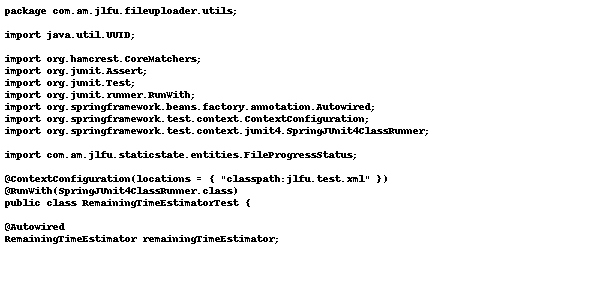 package com.am.jlfu.fileuploader.utils;
import java.util.UUID;
import org.hamcrest.CoreMatchers;
import org.junit.Assert;
import org.junit.Test;
import org.junit.runner.RunWith;
import org.springframework.beans.factory.annotation.Autowired;
import org.springframework.test.context.ContextConfiguration;
import org.springframework.test.context.junit4.SpringJUnit4ClassRunner;
import com.am.jlfu.staticstate.entities.FileProgressStatus;
@ContextConfiguration(locations = { "classpath:jlfu.test.xml" })
@RunWith(SpringJUnit4ClassRunner.class)
public class RemainingTimeEstimatorTest {
@Autowired
RemainingTimeEstimator remainingTimeEstimator;